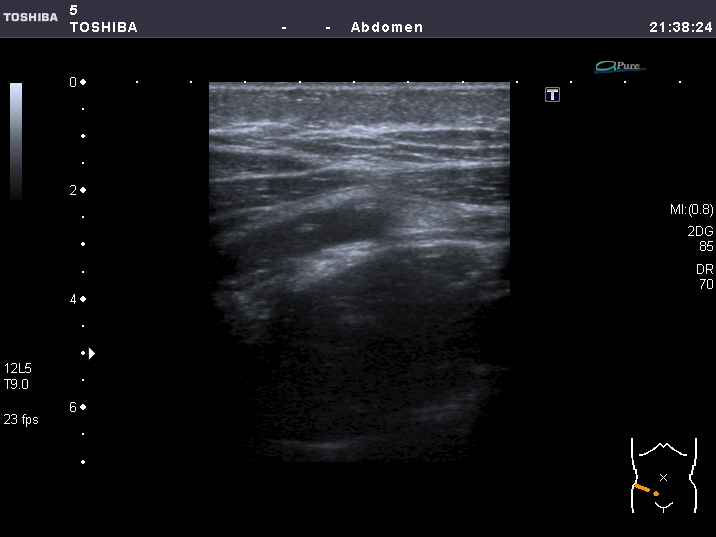 TOSHIBA
5
TOSHIBA - - Abdomen 21:38:24
aPure
T
0
2
4
6
MI:(0.8)
2DG
85
DR
70
12L5
T9.0
23 fps